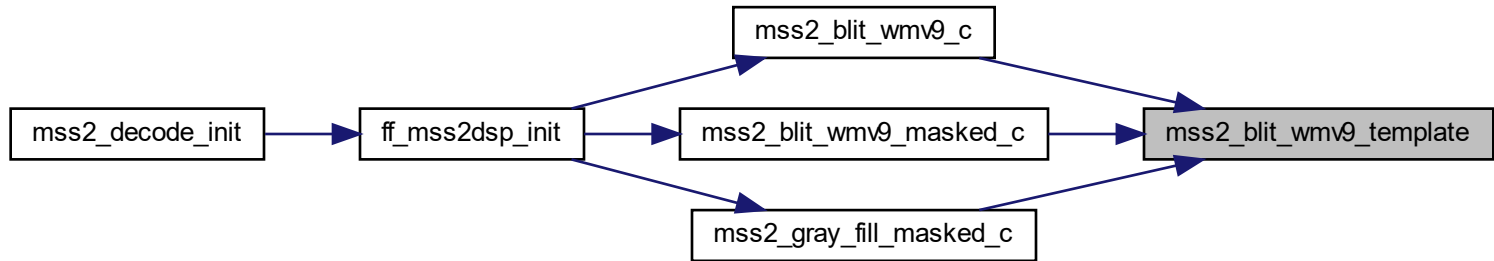 mss2_blit_wmv9_c
mss2_decode_init
ff_mss2dsp_init
mss2_blit_wmv9_masked_c
mss2_blit_wmv9_template
mss2_gray_fill_masked_c